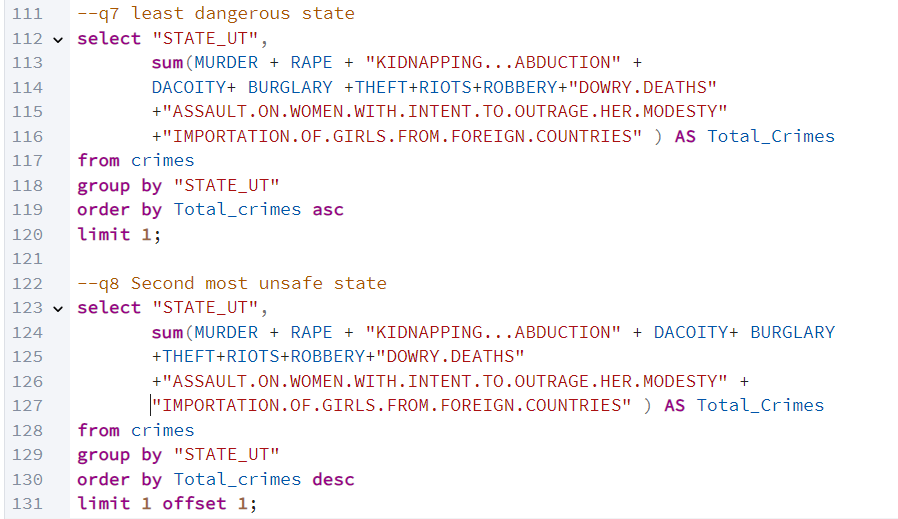 111 --q7 least dangerous state
112 select "STATE_UT",
113 sum(MURDER + RAPE + "KIDNAPPING...ABDUCTION" +
114 DACOITY+ BURGLARY +THEFT+RIOTS+ROBBERY+"DOWRY.DEATHS"
115 +"ASSAULT.ON.WOMEN.WITH.INTENT.TO.OUTRAGE.HER.MODESTY"
116 +"IMPORTATION.OF.GIRLS.FROM.FOREIGN.COUNTRIES" ) AS Total_Crimes
117 from crimes
118 group by "STATE_UT"
119 order by Total_crimes asc
120 limit 1;
121
122 --q8 Second most unsafe state
123 select "STATE_UT",
124 sum(MURDER + RAPE + "KIDNAPPING...ABDUCTION" + DACOITY+ BURGLARY
125 +THEFT+RIOTS+ROBBERY+"DOWRY.DEATHS"
126 +"ASSAULT.ON.WOMEN.WITH.INTENT.TO.OUTRAGE.HER.MODESTY" +
127 "IMPORTATION.OF.GIRLS.FROM.FOREIGN.COUNTRIES" ) AS Total_Crimes
128 from crimes
129 group by "STATE_UT"
130 order by Total_crimes desc
131 limit 1 offset 1;